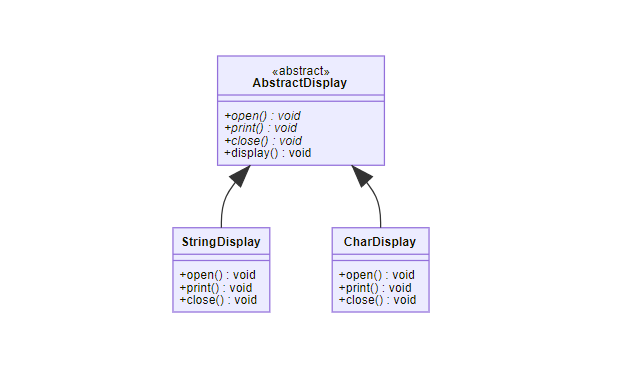 «abstract»
AbstractDisplay
+open() : void
+print() : void
+close() : void
+display() : void
StringDisplay
+open() : void
+print() : void
+close() : void
CharDisplay
+open() : void
+print() : void
+close() : void